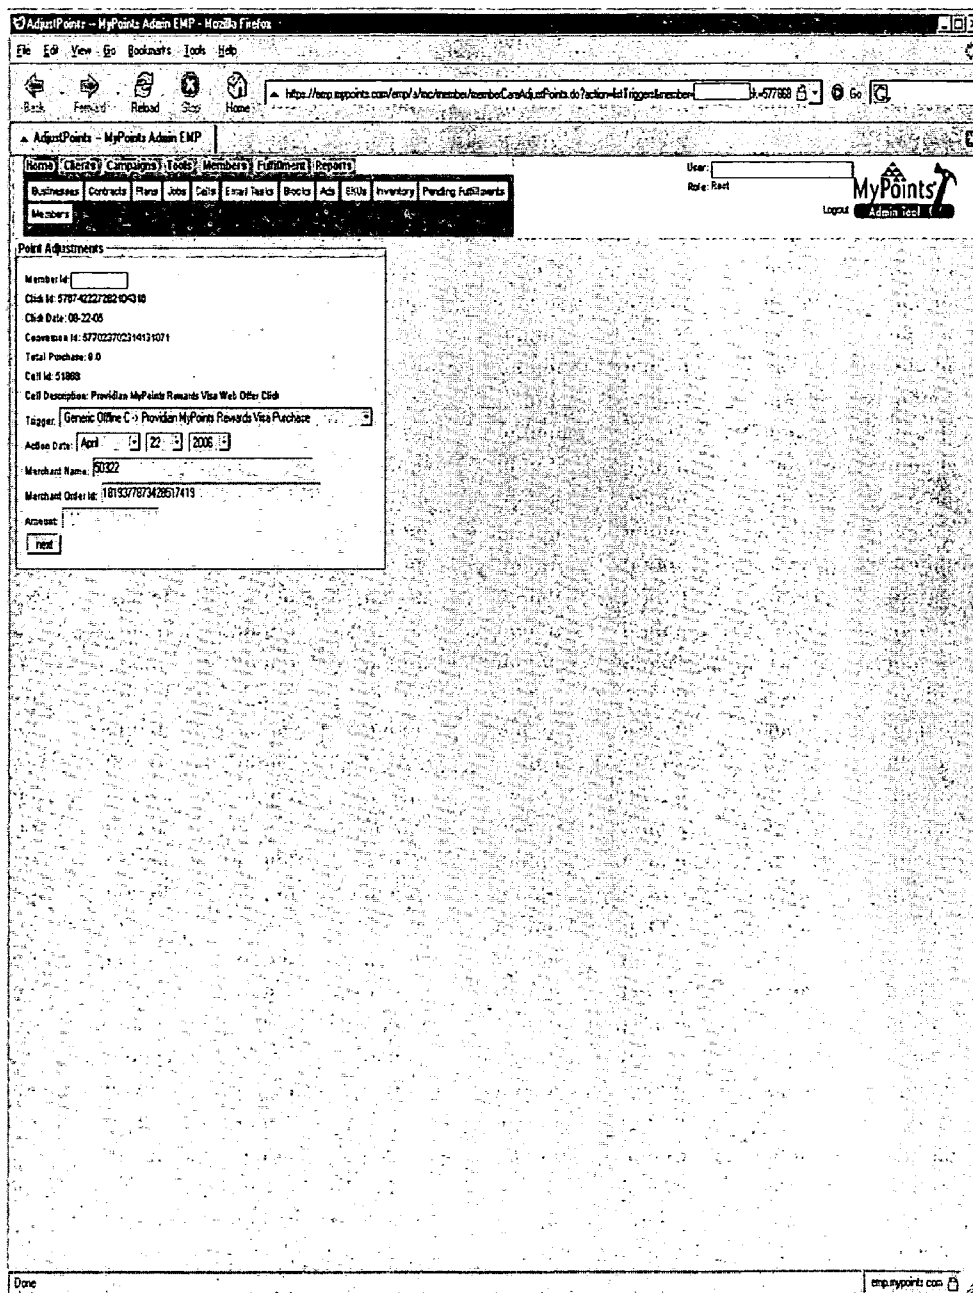 AdjustPoints -- MyPoints Admin EMP - Mozilla Firefox
File Edit View Go Bookmarks Tools Help
Back Forward Reload Stop Home Go
AdjustPoints -- MyPoints Admin EMP
Home Clients Campaigns Tools Members Fulfillment Reports
User:
Businesses Contracts Plans Jobs Cells Email Tasks Blocks Ads SKUs Inventory Pending Fulfillments
Role: Root
MyPoints
Members
Logout Admin Tool
Point Adjustments
Member Id:
Click Date: 08-22-05
Total Purchase: 0.0
Cell Id: 51868
Cell Description: Providian MyPoints Rewards Visa Web Offer Click
Trigger: Generic Offline C -> Providian MyPoints Rewards Visa Purchase
Action Date: April 22 2006
Merchant Name: 50322
Merchant Order Id: 1819377873428517419
Amount:
next
Done
emp.mypoints.com